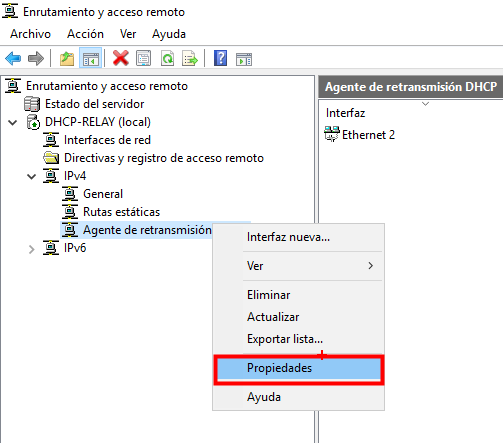 Enrutamiento y acceso remoto
Archivo Acción Ver Ayuda
Enrutamiento y acceso remoto
Estado del servidor
DHCP-RELAY (local)
Interfaces de red
Directivas y registro de acceso remoto
IPv4
General
Rutas estáticas
Agente de retransmisión
IPv6
Agente de retransmisión DHCP
Interfaz
Ethernet 2
Interfaz nueva...
Ver
Eliminar
Actualizar
Exportar lista...
Propiedades
Ayuda